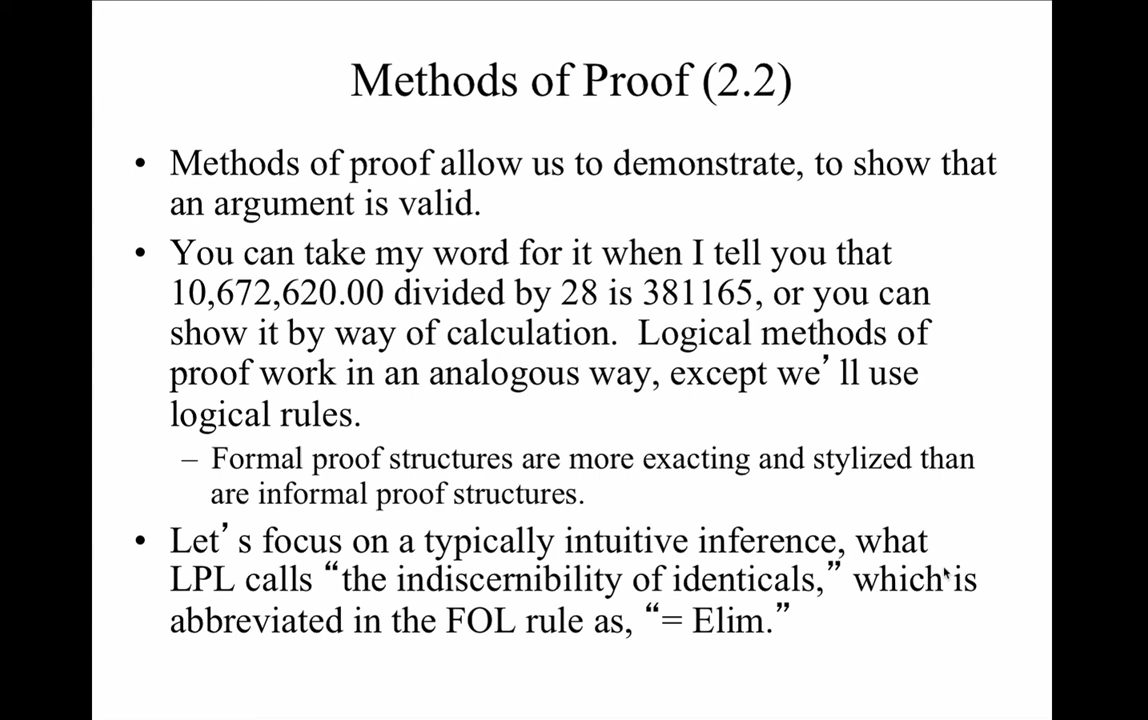 Methods of Proof (2.2)
• Methods of proof allow us to demonstrate, to show that
an argument is valid.
• You can take my word for it when I tell you that
10,672,620.00 divided by 28 is 381165, or you can
show it by way of calculation.  Logical methods of
proof work in an analogous way, except we’ll use
logical rules.
– Formal proof structures are more exacting and stylized than
are informal proof structures.
• Let’s focus on a typically intuitive inference, what
LPL calls “the indiscernibility of identicals,” which is
abbreviated in the FOL rule as, “= Elim.”